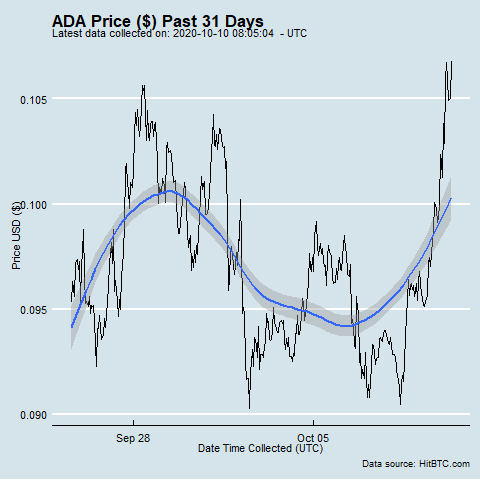 ADA Price ($) Past 31 Days
Latest data collected on: 2020-10-10 08:05:04 - UTC
Price USD ($)
0.105
0.100
0.095
0.090
Sep 28
Oct 05
Date Time Collected (UTC)
Data source: HitBTC.com